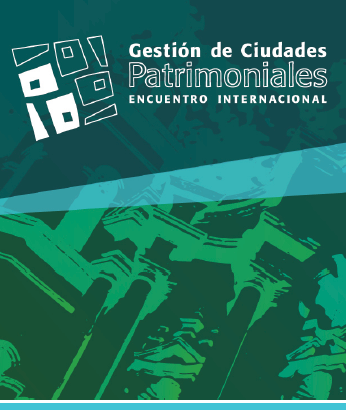 Gestión de Ciudades
Patrimoniales
ENCUENTRO INTERNACIONAL